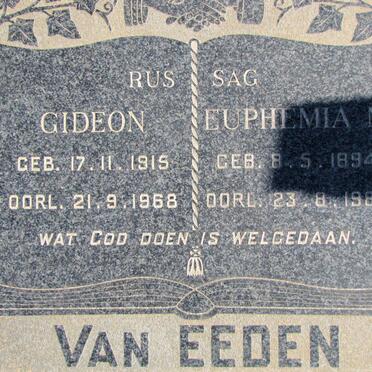 RUS SAG
GIDEON EUPHEMIA
GEB. 17.11.1915 GEB. 8.5.1894
OORL. 21.9.1968 OORL. 23.8.
WAT GOD DOEN IS WELGEDAAN.
VAN EEDEN